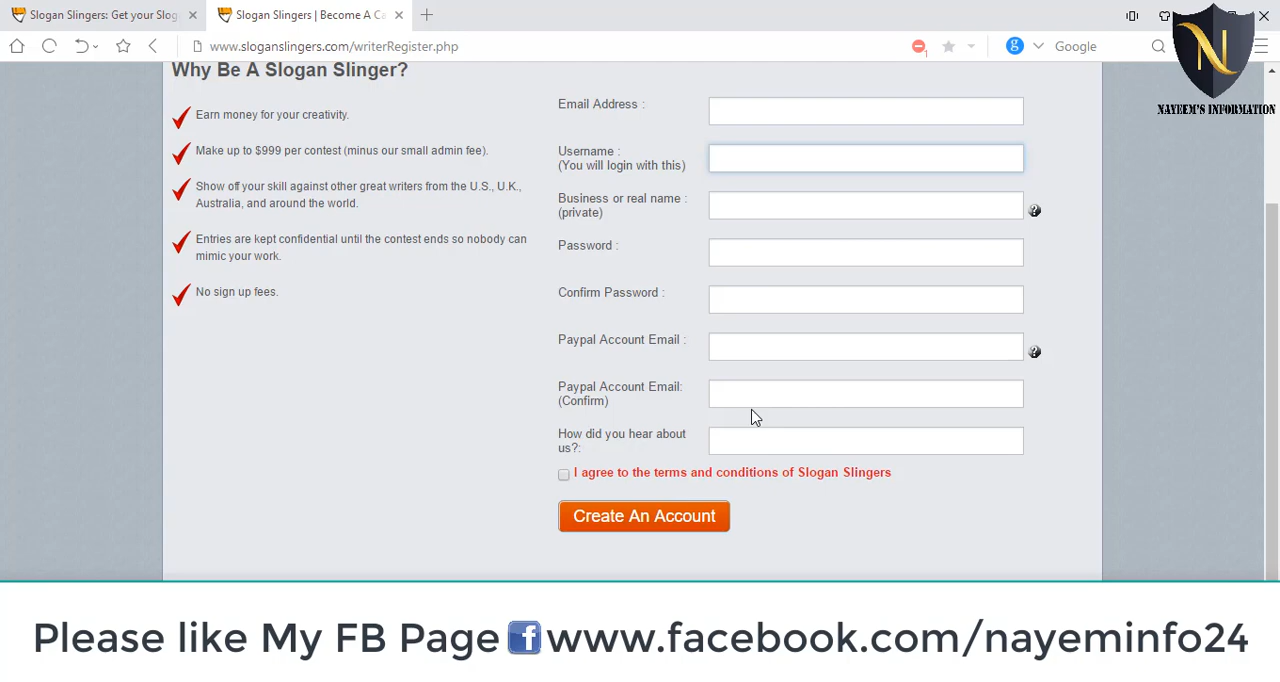 Slogan Slingers: Get your Slog
Slogan Slingers | Become A Ca
www.sloganslingers.com/writerRegister.php
1
g
Google
N
NAYEEM'S INFORMATION
Why Be A Slogan Slinger?
Earn money for your creativity.
Make up to $999 per contest (minus our small admin fee).
Show off your skill against other great writers from the U.S., U.K.,
Australia, and around the world.
Entries are kept confidential until the contest ends so nobody can
mimic your work.
No sign up fees.
Email Address :
Username :
(You will login with this)
Business or real name :
(private)
?
Password :
Confirm Password :
Paypal Account Email :
?
Paypal Account Email:
(Confirm)
How did you hear about
us?:
I agree to the terms and conditions of Slogan Slingers
Create An Account
Please like My FB Page f www.facebook.com/nayeminfo24